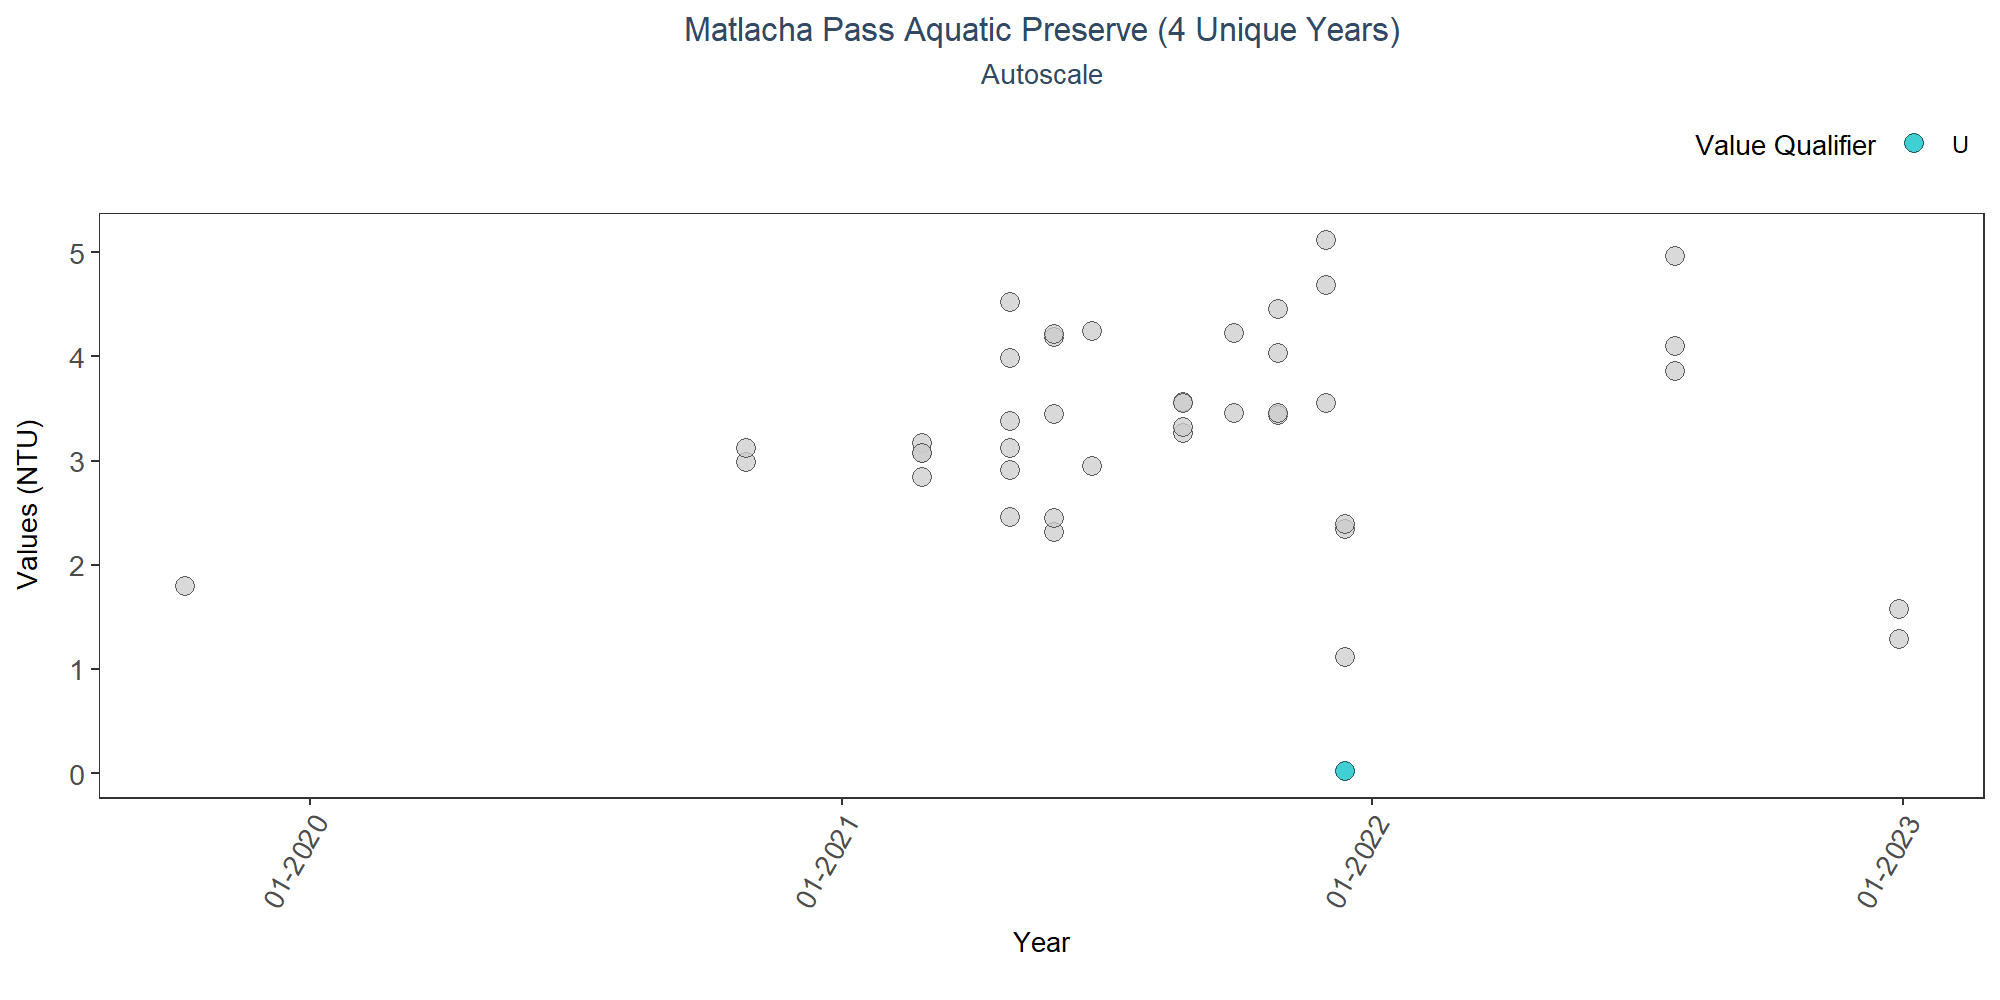 Matlacha Pass Aquatic Preserve (4 Unique Years)
Autoscale
Value Qualifier U
Values (NTU)
5
4
3
2
1
0
01-2020 01-2021 01-2022 01-2023
Year